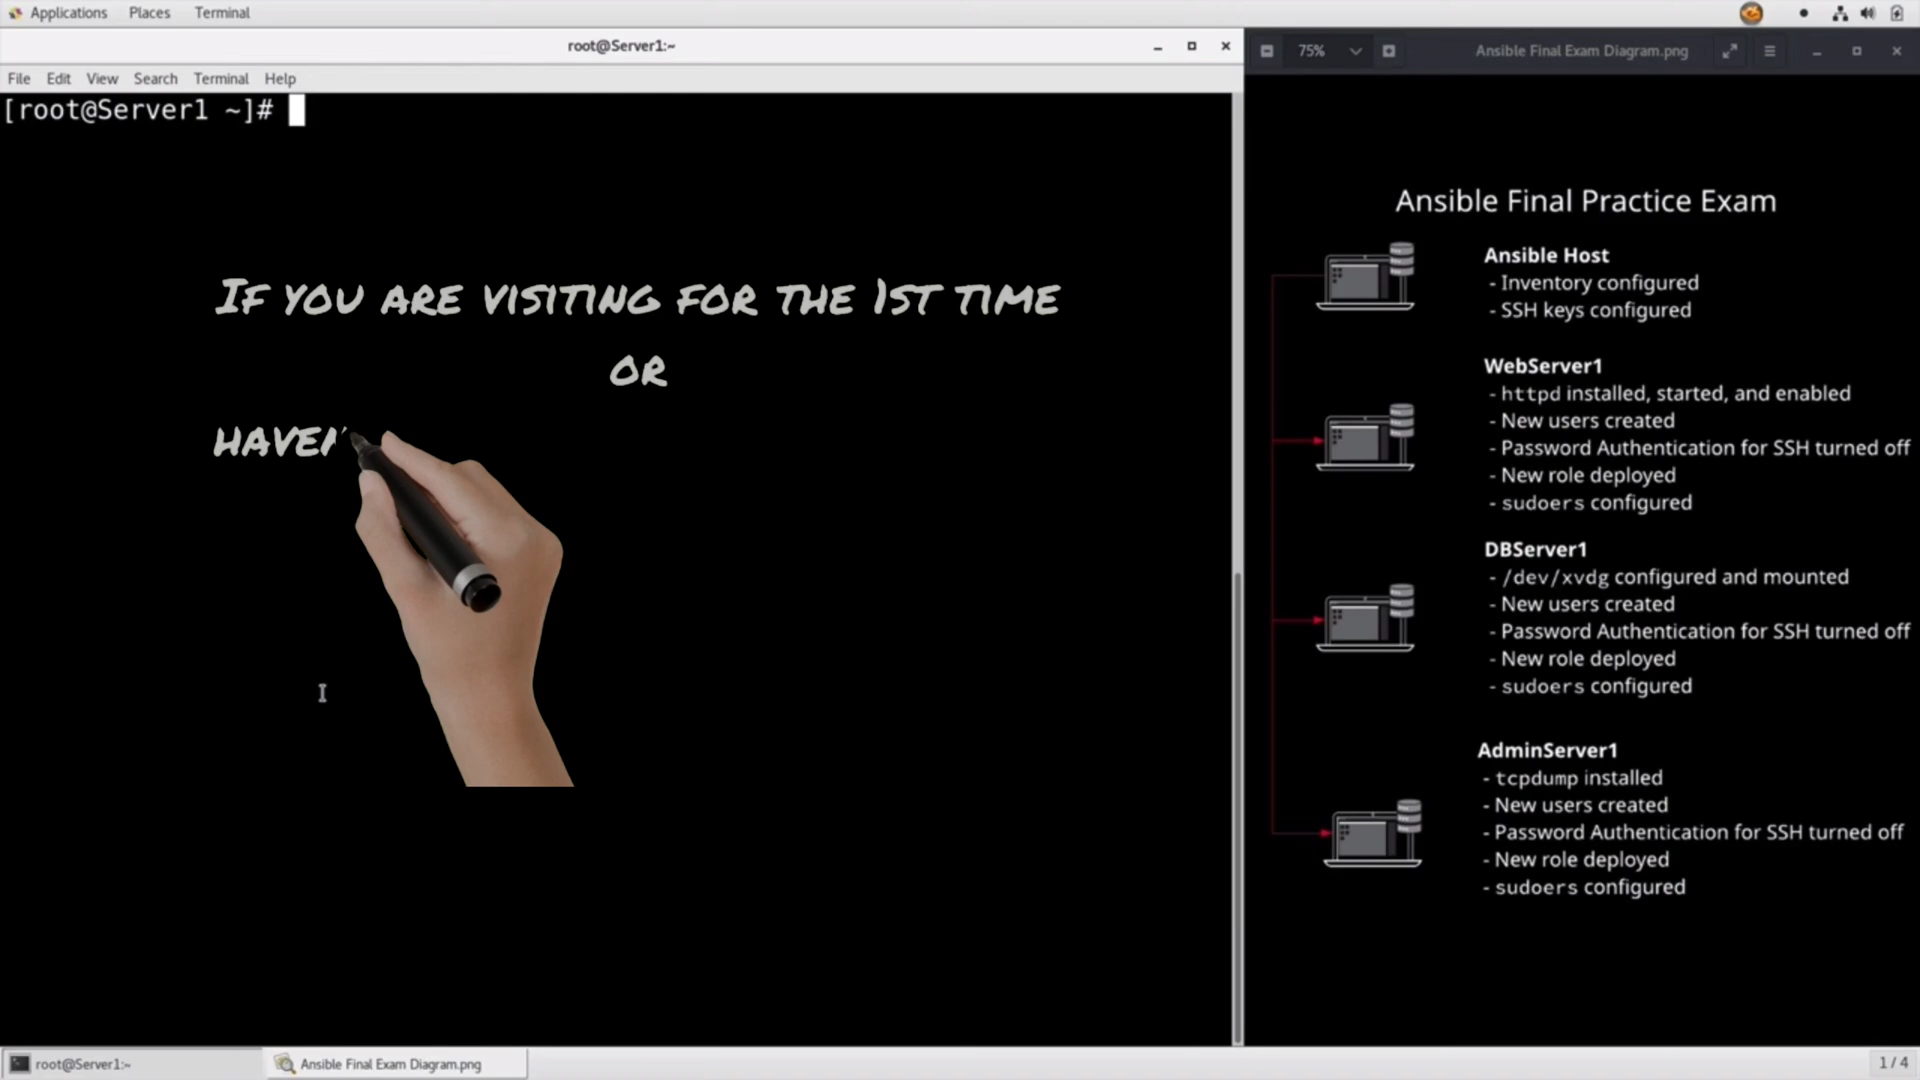 Applications Places Terminal
root@Server1:~
File Edit View Search Terminal Help
[root@Server1 ~]#
If you are visiting for the 1st time
or
haven
75%
Ansible Final Exam Diagram.png
Ansible Final Practice Exam
Ansible Host
- Inventory configured
- SSH keys configured
WebServer1
- httpd installed, started, and enabled
- New users created
- Password Authentication for SSH turned off
- New role deployed
- sudoers configured
DBServer1
- /dev/xvdg configured and mounted
- New users created
- Password Authentication for SSH turned off
- New role deployed
- sudoers configured
AdminServer1
- tcpdump installed
- New users created
- Password Authentication for SSH turned off
- New role deployed
- sudoers configured
root@Server1:~
Ansible Final Exam Diagram.png
1 / 4